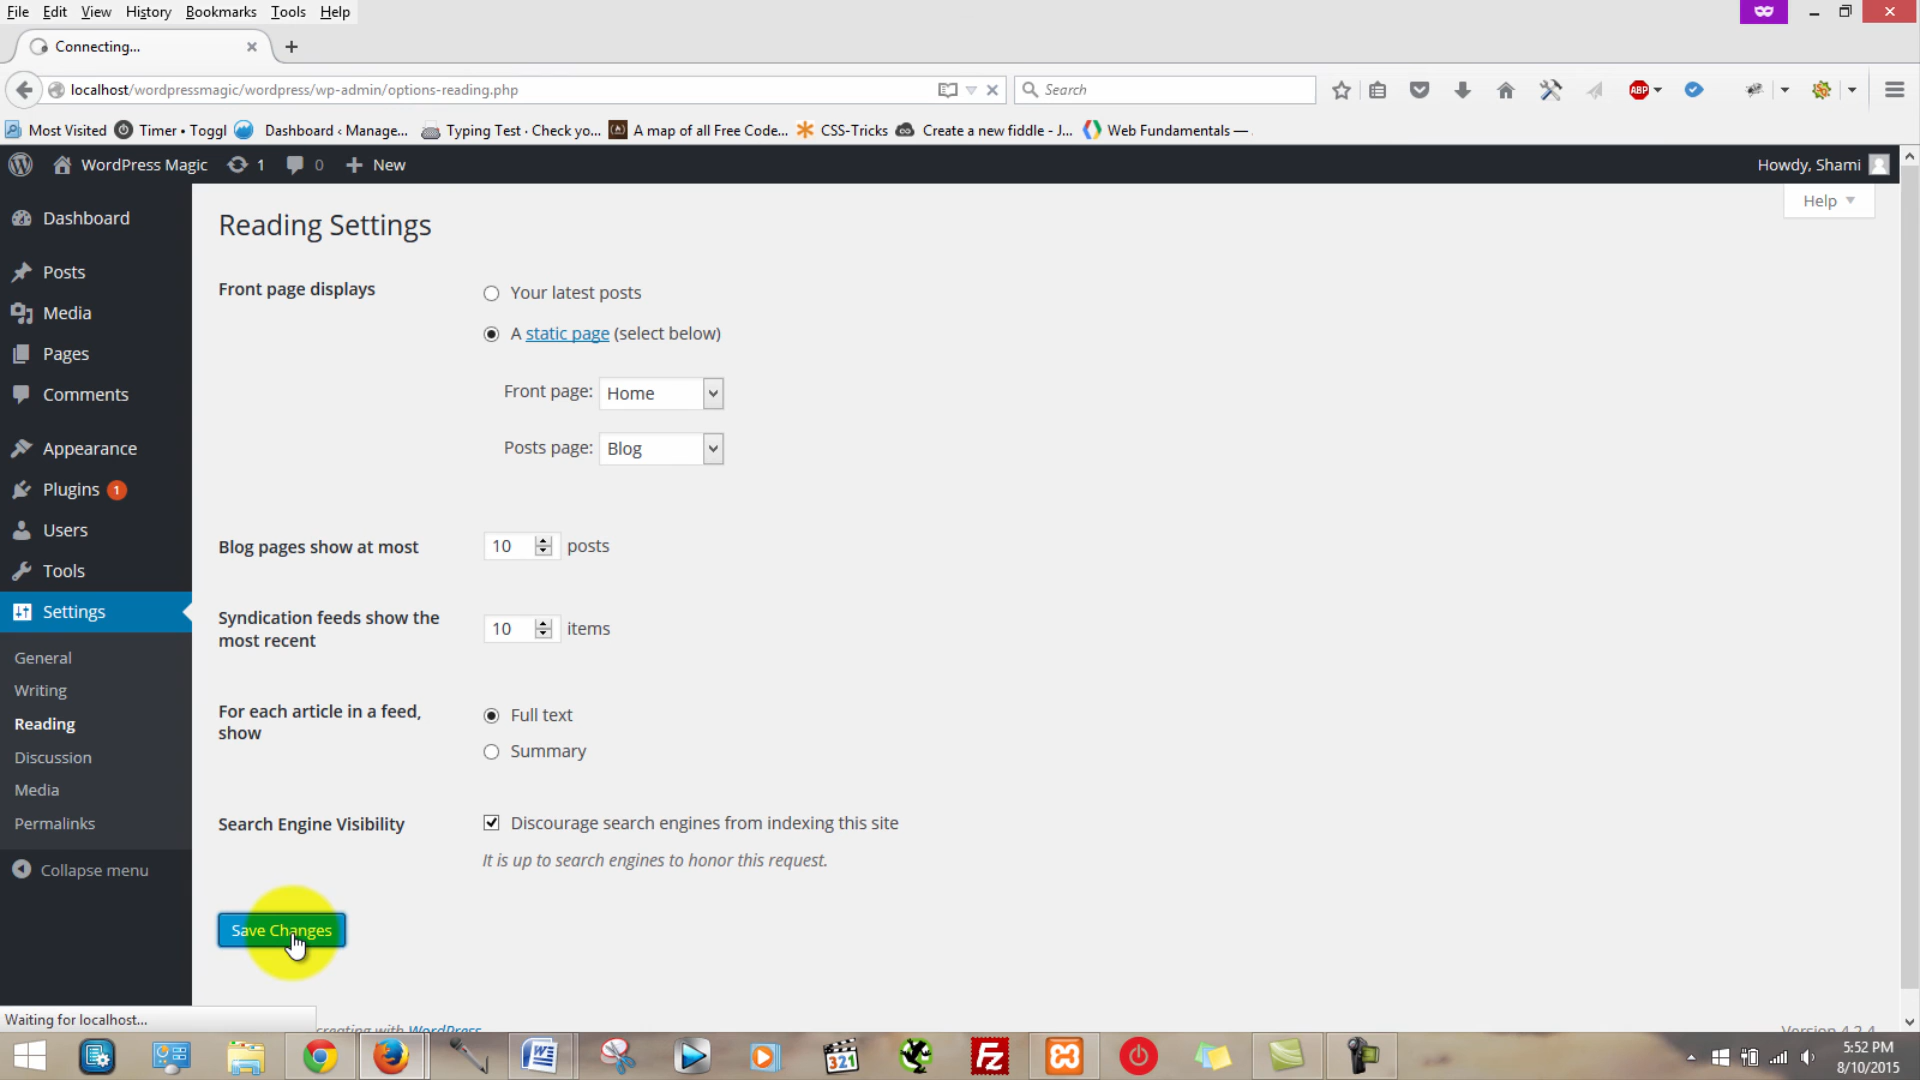 File Edit View History Bookmarks Tools Help
Connecting...
localhost/wordpressmagic/wordpress/wp-admin/options-reading.php
Search
ABP
Most Visited Timer • Toggl Dashboard ‹ Manage... Typing Test · Check yo... A map of all Free Code... CSS-Tricks Create a new fiddle - J... Web Fundamentals —
WordPress Magic 1 0 New
Howdy, Shami
Help
Dashboard
Posts
Media
Pages
Comments
Appearance
Plugins 1
Users
Tools
Settings
General
Writing
Reading
Discussion
Media
Permalinks
Collapse menu
Reading Settings
Front page displays
Your latest posts
A static page (select below)
Front page: Home
Posts page: Blog
Blog pages show at most 10 posts
Syndication feeds show the
most recent
10 items
For each article in a feed,
show
Full text
Summary
Search Engine Visibility
Discourage search engines from indexing this site
It is up to search engines to honor this request.
Save Changes
creating with WordPress
Version 4.2.4
Waiting for localhost...
321
Fz
5:52 PM
8/10/2015